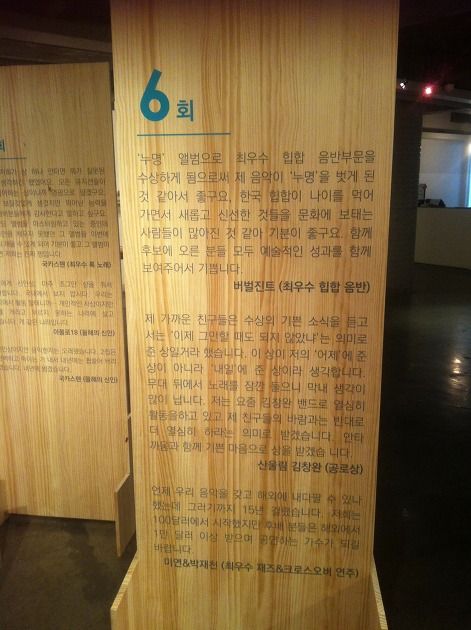 6회
'누명' 앨범으로 최우수 힙합 음반부문을
수상하게 됨으로써 제 음악이 '누명'을 벗게 된
것 같아서 좋구요, 한국 힙합이 나이를 먹어
가면서 새롭고 신선한 것들을 문화에 보태는
사람들이 많아진 것 같아 기분이 좋구요. 함께
후보에 오른 분들 모두 예술적인 성과를 함께
보여주어서 기쁩니다.
버벌진트 (최우수 힙합 음반)
제 가까운 친구들은 수상의 기쁜 소식을 듣고
서는 '이제 그만할 때도 되지 않았냐'는 의미로
준 상일거라 했습니다. 이 상이 저의 '어제'에 준
상이 아니라 '내일'에 준 상이라 생각합니다.
무대 뒤에서 노래를 잠깐 들으니 막내 생각이
많이 납니다. 저는 요즘 김창완 밴드로 열심히
활동을하고 있고 제 친구들의 바람과는 반대로
더 열심히 하라는 의미로 받겠습니다. 안타
까움과 함께 기쁜 마음으로 상을 받겠습니다.
산울림 김창완 (공로상)
언제 우리 음악을 갖고 해외에 내다팔 수 있나
했는데 그러기까지 15년 걸렸습니다. 저희는
100달러에서 시작했지만 후배 분들은 해외에서
1만 달러 이상 받으며 공연하는 가수가 되길
바랍니다.
미연&박재천 (최우수 재즈&크로스오버 연주)
회
국카스텐 (최우수 록 노래)
아폴로18 (올해의 신인)
국카스텐 (올해의 신인)